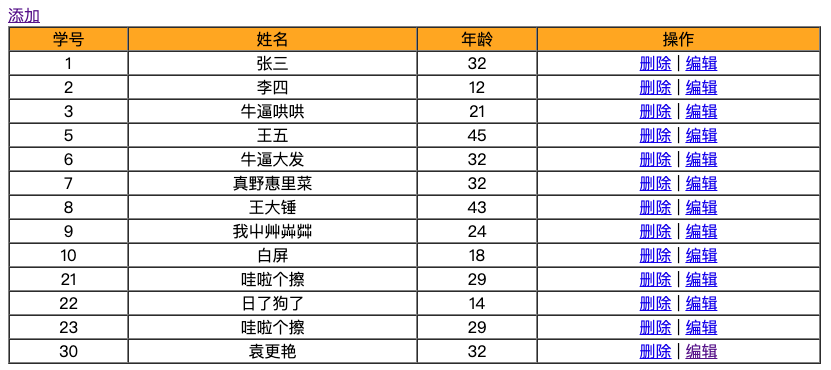 添加
学号 姓名 年龄 操作
1 张三 32 删除 | 编辑
2 李四 12 删除 | 编辑
3 牛逼哄哄 21 删除 | 编辑
5 王五 45 删除 | 编辑
6 牛逼大发 32 删除 | 编辑
7 真野惠里菜 32 删除 | 编辑
8 王大锤 43 删除 | 编辑
9 我屮艸芔茻 24 删除 | 编辑
10 白屏 18 删除 | 编辑
21 哇啦个擦 29 删除 | 编辑
22 日了狗了 14 删除 | 编辑
23 哇啦个擦 29 删除 | 编辑
30 袁更艳 32 删除 | 编辑